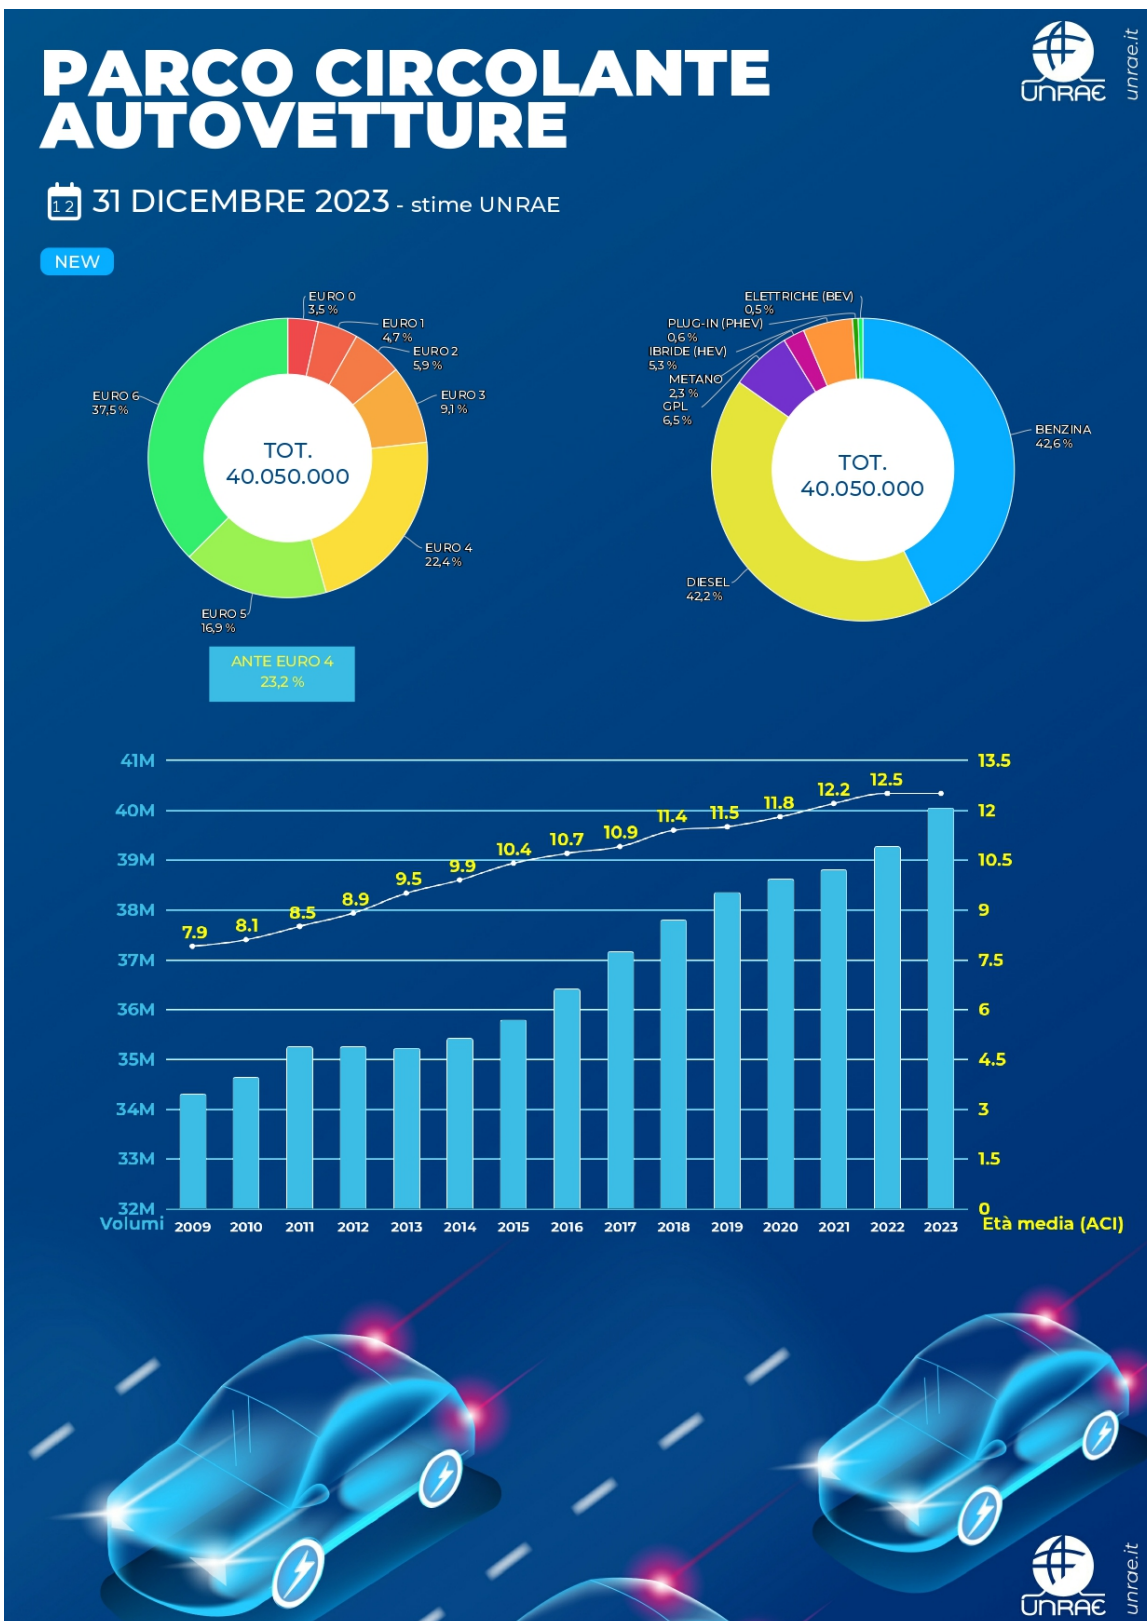 PARCO CIRCOLANTE
AUTOVETTURE
UNRAE
unrae.it
12
31 DICEMBRE 2023 - stime UNRAE
NEW
EURO 0
3,5 %
EURO 1
4,7 %
EURO 2
5,9 %
EURO 3
9,1 %
EURO 4
22,4%
EURO 5
16,9 %
EURO 6
37,5 %
TOT.
40.050.000
ANTE EURO 4
23,2 %
ELETTRICHE (BEV)
0,5 %
PLUG-IN (PHEV)
0,6 %
IBRIDE (HEV)
5,3 %
METANO
2,3 %
GPL
6,5 %
BENZINA
42,6 %
DIESEL
42,2 %
TOT.
40.050.000
41M
40M
39M
38M
37M
36M
35M
34M
33M
32M
Volumi
7.9 8.1 8.5 8.9 9.5 9.9 10.4 10.7 10.9 11.4 11.5 11.8 12.2 12.5
13.5
12
10.5
9
7.5
6
4.5
3
1.5
0
Età media (ACI)
2009 2010 2011 2012 2013 2014 2015 2016 2017 2018 2019 2020 2021 2022 2023
UNRAE
unrae.it